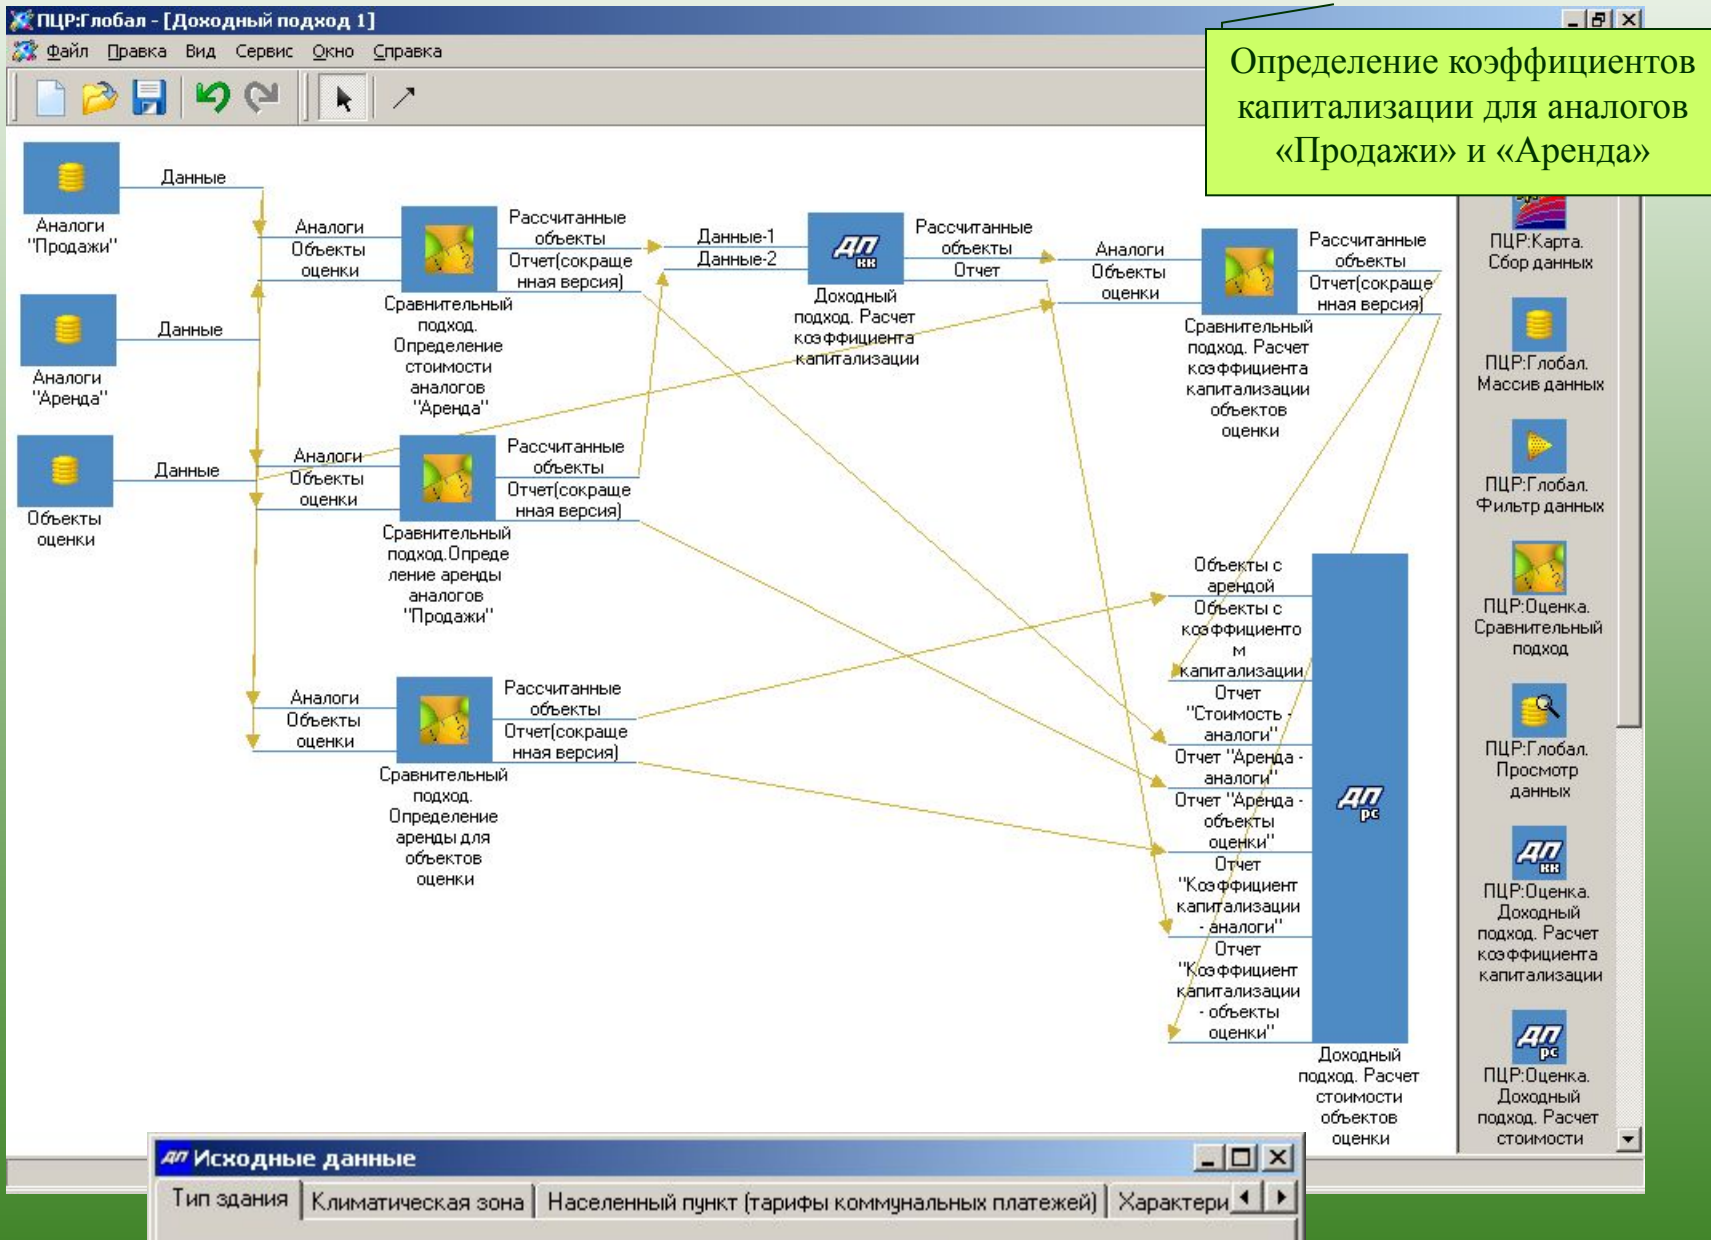 ПЦР:Глобал - [Доходный подход 1]
Файл Правка Вид Сервис Окно Справка
Определение коэффициентов
капитализации для аналогов
«Продажи» и «Аренда»
Данные
Аналоги
"Продажи"
Данные
Аналоги
"Аренда"
Данные
Объекты
оценки
Аналоги
Объекты
оценки
Рассчитанные
объекты
Отчет(сокраще
нная версия)
Сравнительный
подход.
Определение
стоимости
аналогов
"Аренда"
Аналоги
Объекты
оценки
Рассчитанные
объекты
Отчет(сокраще
нная версия)
Сравнительный
подход.Опреде
ление аренды
аналогов
"Продажи"
Аналоги
Объекты
оценки
Рассчитанные
объекты
Отчет(сокраще
нная версия)
Сравнительный
подход.
Определение
аренды для
объектов
оценки
Данные-1
Данные-2
ДП
КК
Рассчитанные
объекты
Отчет
Доходный
подход. Расчет
коэффициента
капитализации
Аналоги
Объекты
оценки
Рассчитанные
объекты
Отчет(сокраще
нная версия)
Сравнительный
подход. Расчет
коэффициента
капитализации
объектов
оценки
Объекты с
арендой
Объекты с
коэффициенто
м
капитализации
Отчет
"Стоимость -
аналоги"
Отчет "Аренда -
аналоги"
Отчет "Аренда -
объекты
оценки"
Отчет
"Коэффициент
капитализации
- аналоги"
Отчет
"Коэффициент
капитализации
- объекты
оценки"
ДП
рс
Доходный
подход. Расчет
стоимости
объектов
оценки
ПЦР:Карта.
Сбор данных
ПЦР:Глобал.
Массив данных
ПЦР:Глобал.
Фильтр данных
ПЦР:Оценка.
Сравнительный
подход
ПЦР:Глобал.
Просмотр
данных
ДП
КК
ПЦР:Оценка.
Доходный
подход. Расчет
коэффициента
капитализации
ДП
рс
ПЦР:Оценка.
Доходный
подход. Расчет
стоимости
ДП Исходные данные
Тип здания Климатическая зона Населенный пункт (тарифы коммунальных платежей) Характери